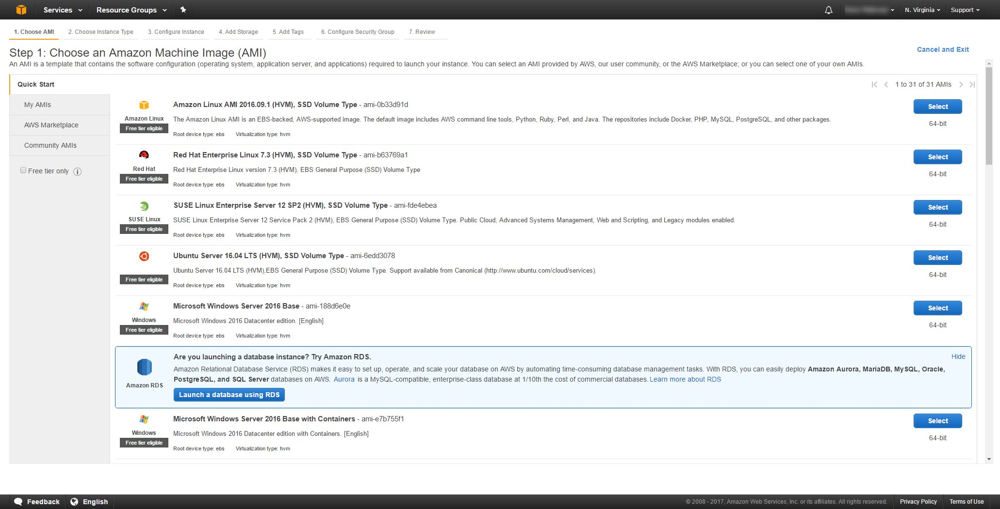 Services
Resource Groups
N. Virginia
Support
1. Choose AMI
2. Choose Instance Type
3. Configure Instance
4. Add Storage
5. Add Tags
6. Configure Security Group
7. Review
Step 1: Choose an Amazon Machine Image (AMI)
Cancel and Exit
An AMI is a template that contains the software configuration (operating system, application server, and applications) required to launch your instance. You can select an AMI provided by AWS, our user community, or the AWS Marketplace; or you can select one of your own AMIs.
Quick Start
1 to 31 of 31 AMIs
My AMIs
AWS Marketplace
Community AMIs
Free tier only
Amazon Linux
Free tier eligible
Amazon Linux AMI 2016.09.1 (HVM), SSD Volume Type - ami-0b33d91d
The Amazon Linux AMI is an EBS-backed, AWS-supported image. The default image includes AWS command line tools, Python, Ruby, Perl, and Java. The repositories include Docker, PHP, MySQL, PostgreSQL, and other packages.
Root device type: ebs Virtualization type: hvm
Select
64-bit
Red Hat
Free tier eligible
Red Hat Enterprise Linux 7.3 (HVM), SSD Volume Type - ami-b63769a1
Red Hat Enterprise Linux version 7.3 (HVM), EBS General Purpose (SSD) Volume Type
Root device type: ebs Virtualization type: hvm
Select
64-bit
SUSE Linux
Free tier eligible
SUSE Linux Enterprise Server 12 SP2 (HVM), SSD Volume Type - ami-fde4ebea
SUSE Linux Enterprise Server 12 Service Pack 2 (HVM), EBS General Purpose (SSD) Volume Type. Public Cloud, Advanced Systems Management, Web and Scripting, and Legacy modules enabled.
Root device type: ebs Virtualization type: hvm
Select
64-bit
Free tier eligible
Ubuntu Server 16.04 LTS (HVM), SSD Volume Type - ami-6edd3078
Ubuntu Server 16.04 LTS (HVM),EBS General Purpose (SSD) Volume Type. Support available from Canonical (http://www.ubuntu.com/cloud/services).
Root device type: ebs Virtualization type: hvm
Select
64-bit
Windows
Free tier eligible
Microsoft Windows Server 2016 Base - ami-188d6e0e
Microsoft Windows 2016 Datacenter edition. [English]
Root device type: ebs Virtualization type: hvm
Select
64-bit
Amazon RDS
Are you launching a database instance? Try Amazon RDS.
Hide
Amazon Relational Database Service (RDS) makes it easy to set up, operate, and scale your database on AWS by automating time-consuming database management tasks. With RDS, you can easily deploy Amazon Aurora, MariaDB, MySQL, Oracle,
PostgreSQL, and SQL Server databases on AWS. Aurora is a MySQL-compatible, enterprise-class database at 1/10th the cost of commercial databases. Learn more about RDS
Launch a database using RDS
Windows
Free tier eligible
Microsoft Windows Server 2016 Base with Containers - ami-e7b755f1
Microsoft Windows 2016 Datacenter edition with Containers. [English]
Root device type: ebs Virtualization type: hvm
Select
64-bit
Feedback
English
© 2008 - 2017, Amazon Web Services, Inc. or its affiliates. All rights reserved.
Privacy Policy
Terms of Use